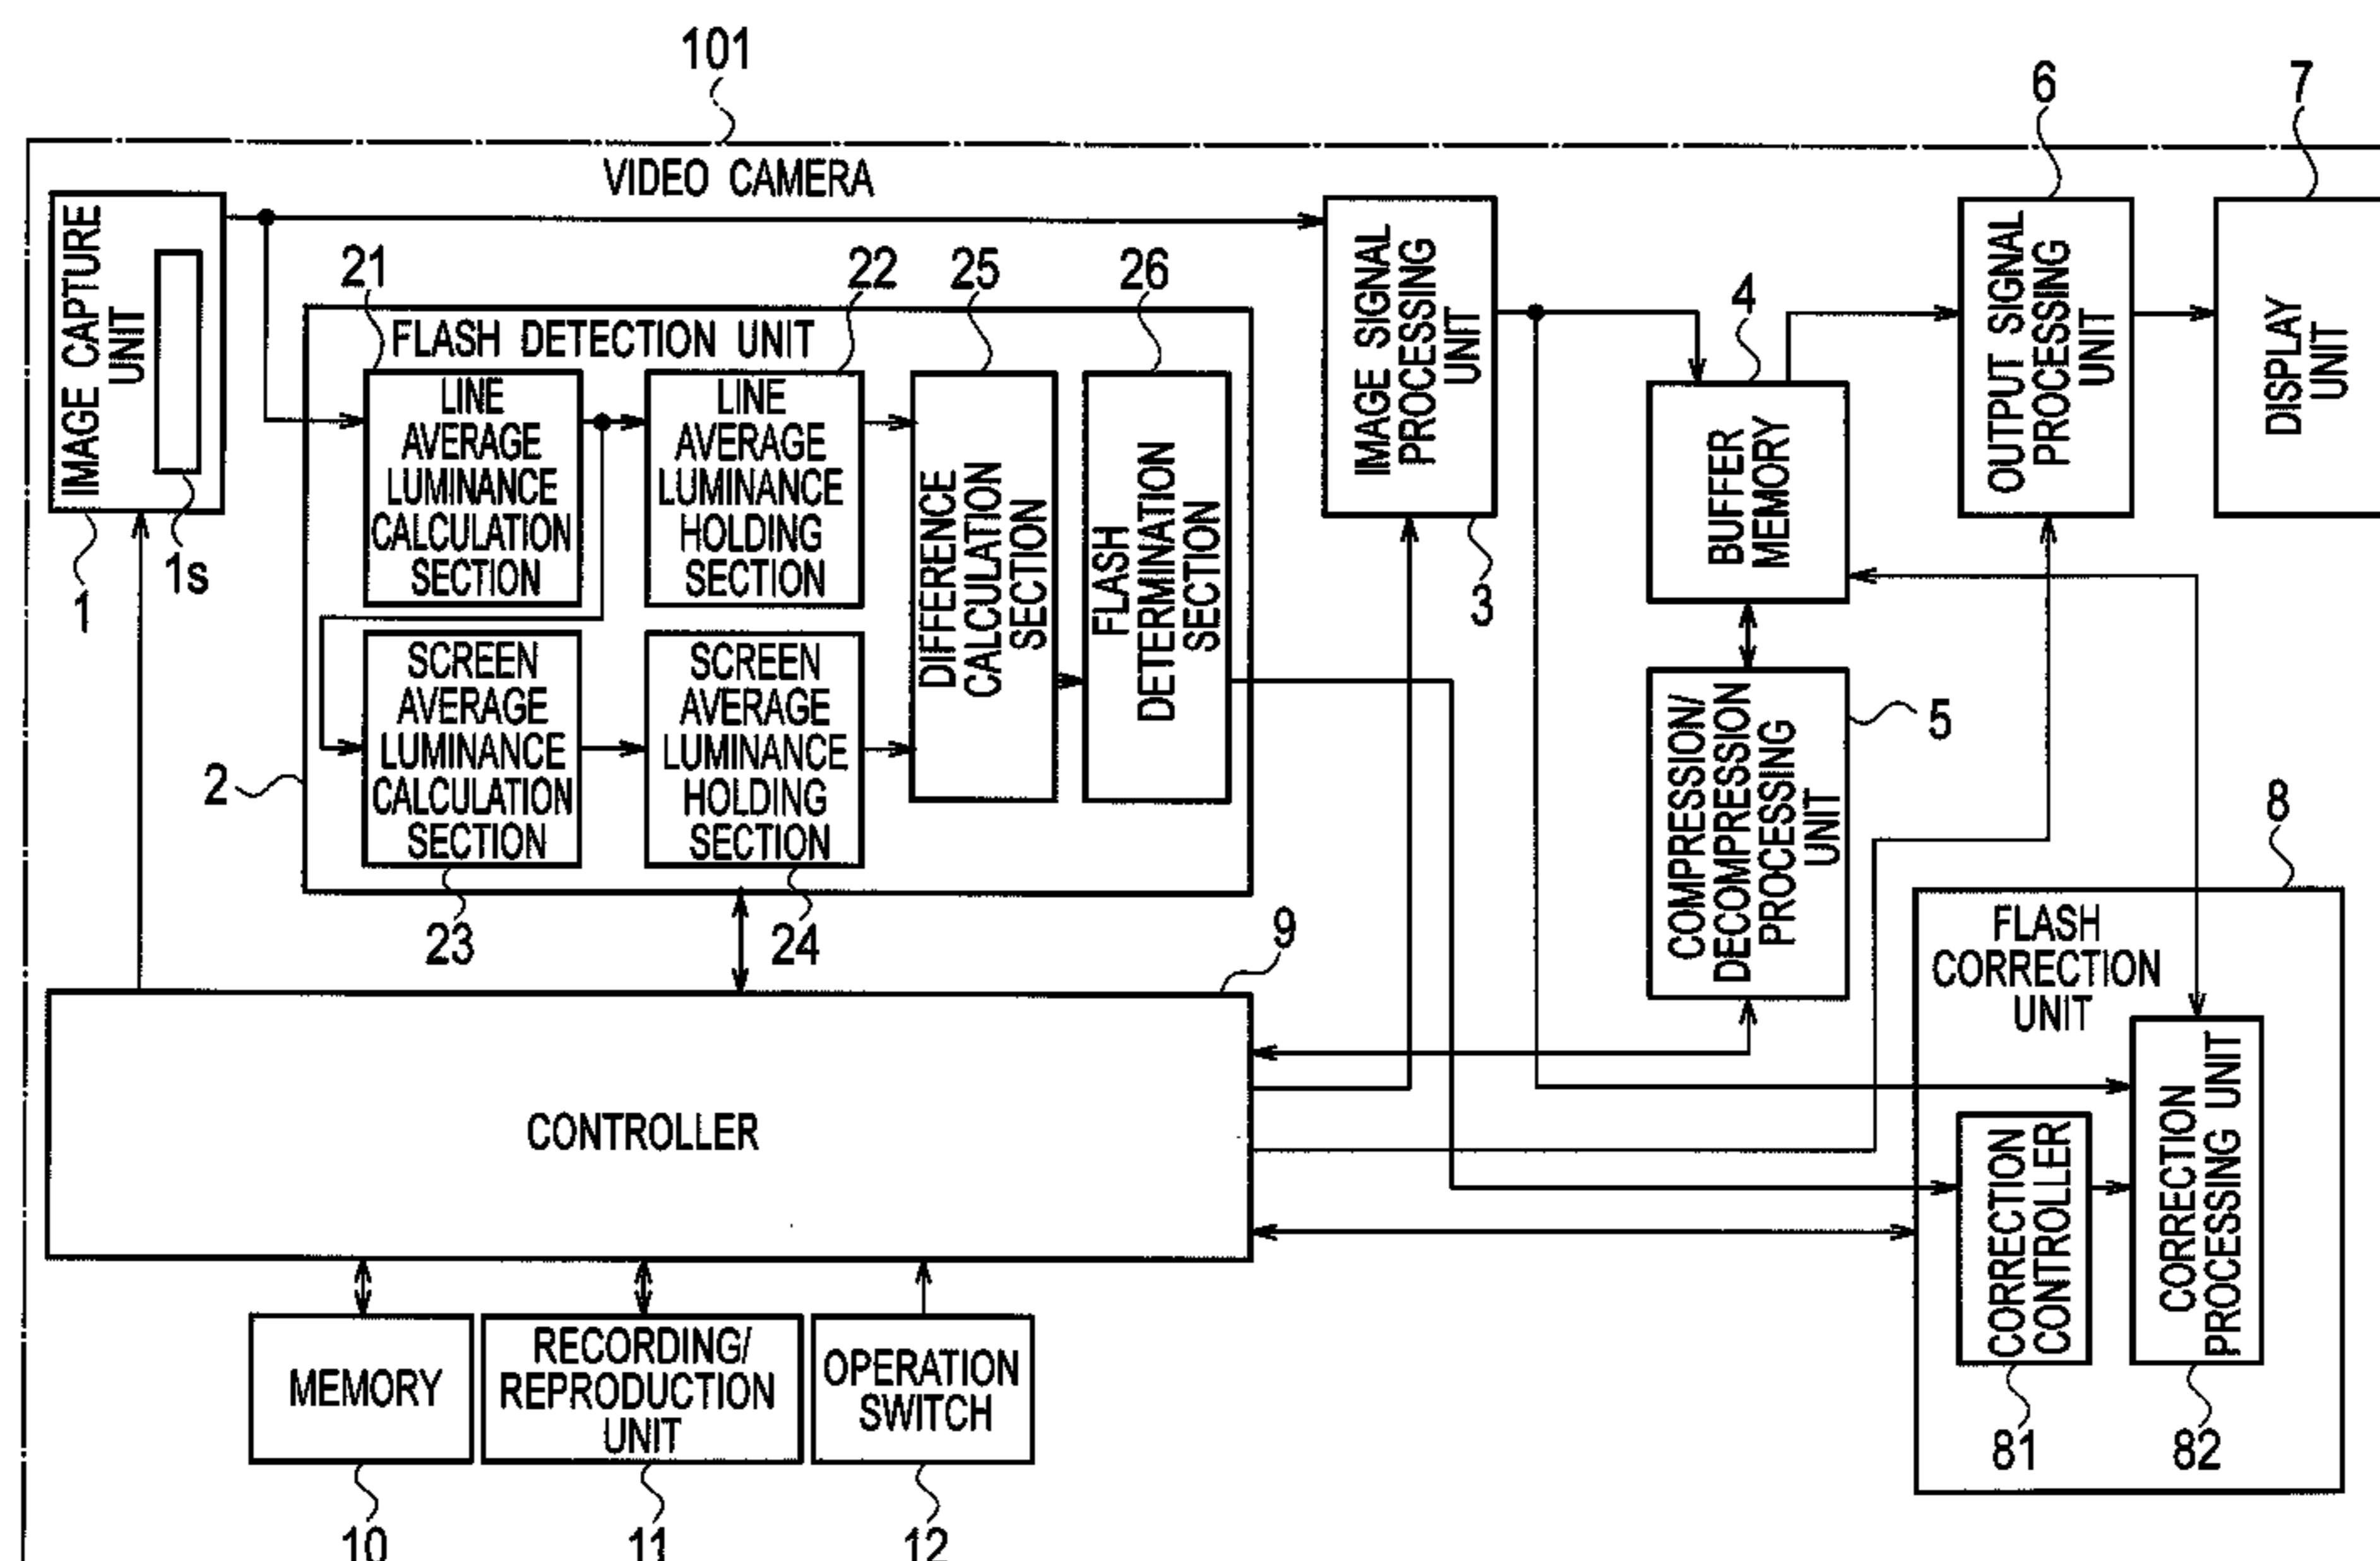 101
6
7
VIDEO CAMERA
IMAGE CAPTURE
UNIT
1s
1
21
22
25
26
FLASH DETECTION UNIT
LINE
AVERAGE
LUMINANCE
CALCULATION
SECTION
LINE
AVERAGE
LUMINANCE
HOLDING
SECTION
SCREEN
AVERAGE
LUMINANCE
CALCULATION
SECTION
SCREEN
AVERAGE
LUMINANCE
HOLDING
SECTION
DIFFERENCE
CALCULATION
SECTION
FLASH
DETERMINATION
SECTION
2
23
24
IMAGE SIGNAL
PROCESSING
UNIT
3
4
BUFFER
MEMORY
OUTPUT SIGNAL
PROCESSING
UNIT
DISPLAY
UNIT
COMPRESSION/
DECOMPRESSION
PROCESSING
UNIT
5
8
FLASH
CORRECTION
UNIT
CORRECTION
CONTROLLER
CORRECTION
PROCESSING UNIT
81
82
9
CONTROLLER
MEMORY
RECORDING/
REPRODUCTION
UNIT
OPERATION
SWITCH
10
11
12